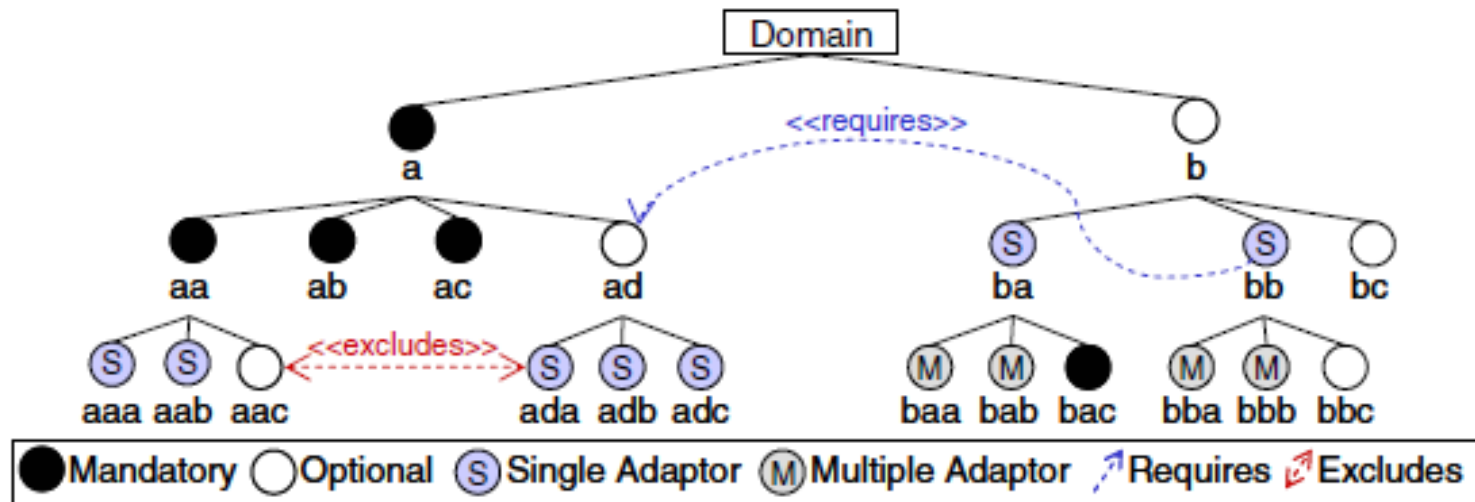 Domain
<<requires>>
a b
aa ab ac ad S ba S bb bc
<<excludes>>
S S S S S M M M M
aaa aab aac ada adb adc baa bab bac bba bbb bbc
Mandatory Optional S Single Adaptor M Multiple Adaptor Requires Excludes